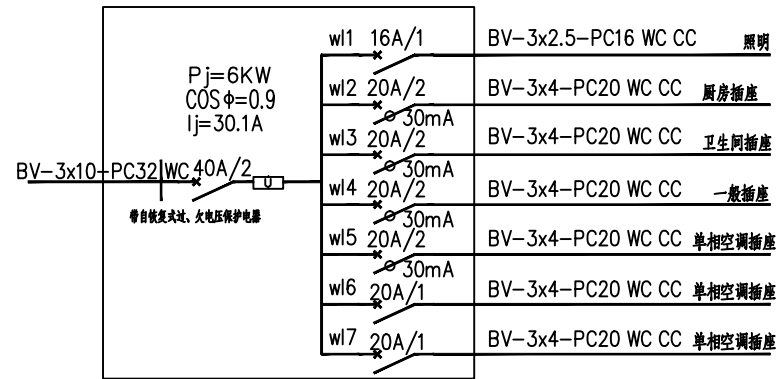 wl1 16A/1 BV-3x2.5-PC16 WC CC 照明
Pj=6KW
COSϕ=0.9
Ij=30.1A
wl2 20A/2 BV-3x4-PC20 WC CC 厨房插座
30mA
wl3 20A/2 BV-3x4-PC20 WC CC 卫生间插座
30mA
BV-3x10-PC32 WC 40A/2
U
带自恢复式过、欠电压保护电器
wl4 20A/2 BV-3x4-PC20 WC CC 一般插座
30mA
wl5 20A/2 BV-3x4-PC20 WC CC 单相空调插座
30mA
wl6 20A/1 BV-3x4-PC20 WC CC 单相空调插座
wl7 20A/1 BV-3x4-PC20 WC CC 单相空调插座